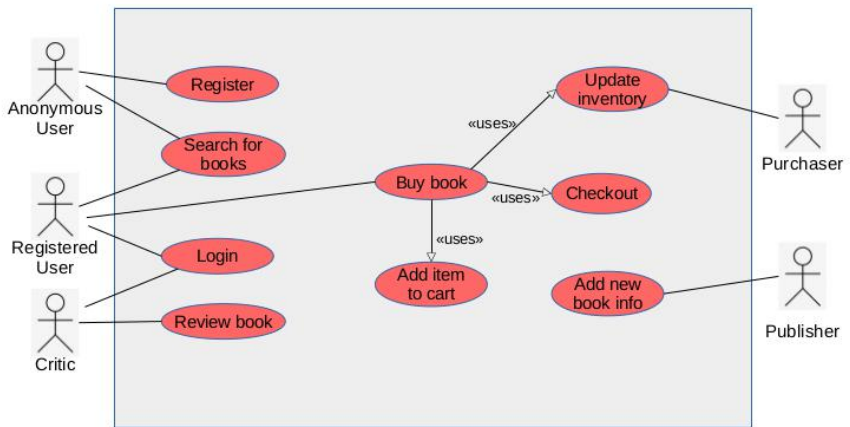 Anonymous
User
Registered
User
Critic
Register
Search for
books
Login
Review book
Buy book
«uses»
«uses»
«uses»
Update
inventory
Checkout
Add item
to cart
Add new
book info
Purchaser
Publisher